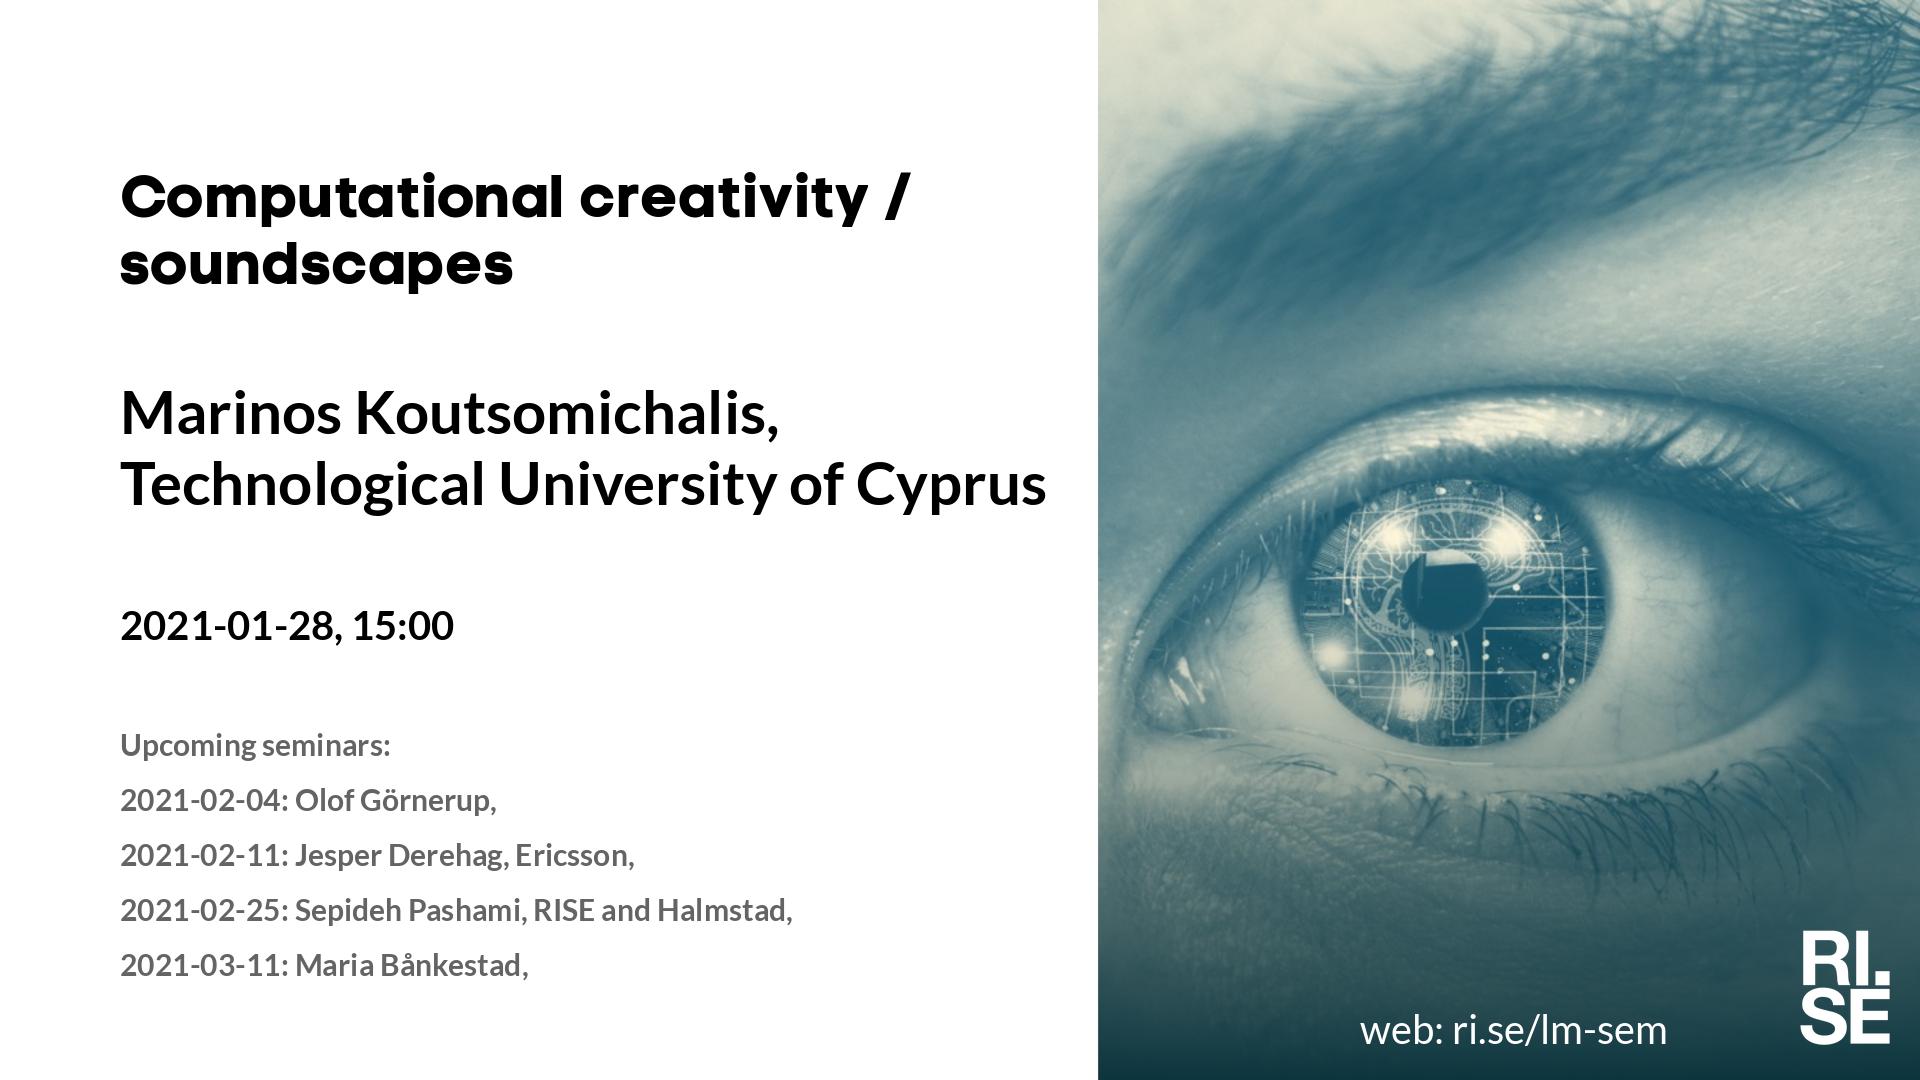 Computational creativity /
soundscapes
Marinos Koutsomichalis,
Technological University of Cyprus
2021-01-28, 15:00
Upcoming seminars:
2021-02-04: Olof Görnerup,
2021-02-11: Jesper Derehag, Ericsson,
2021-02-25: Sepideh Pashami, RISE and Halmstad,
2021-03-11: Maria Bånkestad,
web: ri.se/lm-sem
RI.
SE